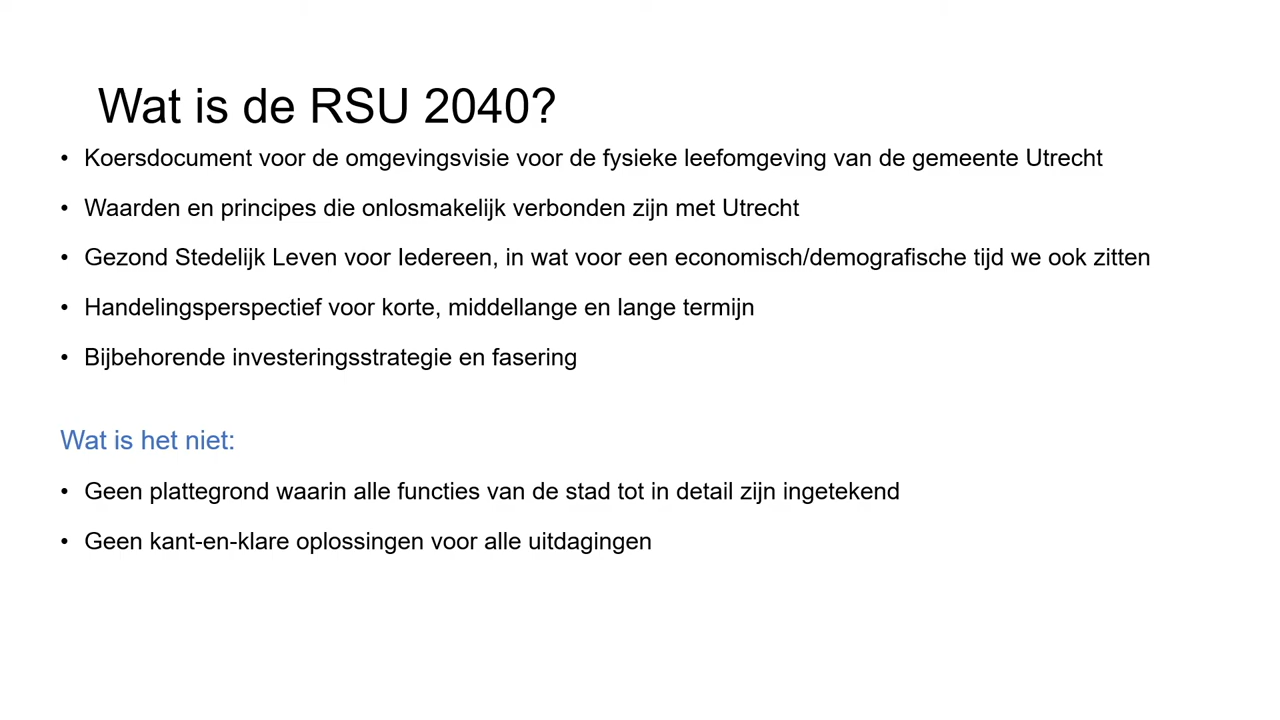 Wat is de RSU 2040?
• Koersdocument voor de omgevingsvisie voor de fysieke leefomgeving van de gemeente Utrecht
• Waarden en principes die onlosmakelijk verbonden zijn met Utrecht
• Gezond Stedelijk Leven voor Iedereen, in wat voor een economisch/demografische tijd we ook zitten
• Handelingsperspectief voor korte, middellange en lange termijn
• Bijbehorende investeringsstrategie en fasering
Wat is het niet:
• Geen plattegrond waarin alle functies van de stad tot in detail zijn ingetekend
• Geen kant-en-klare oplossingen voor alle uitdagingen